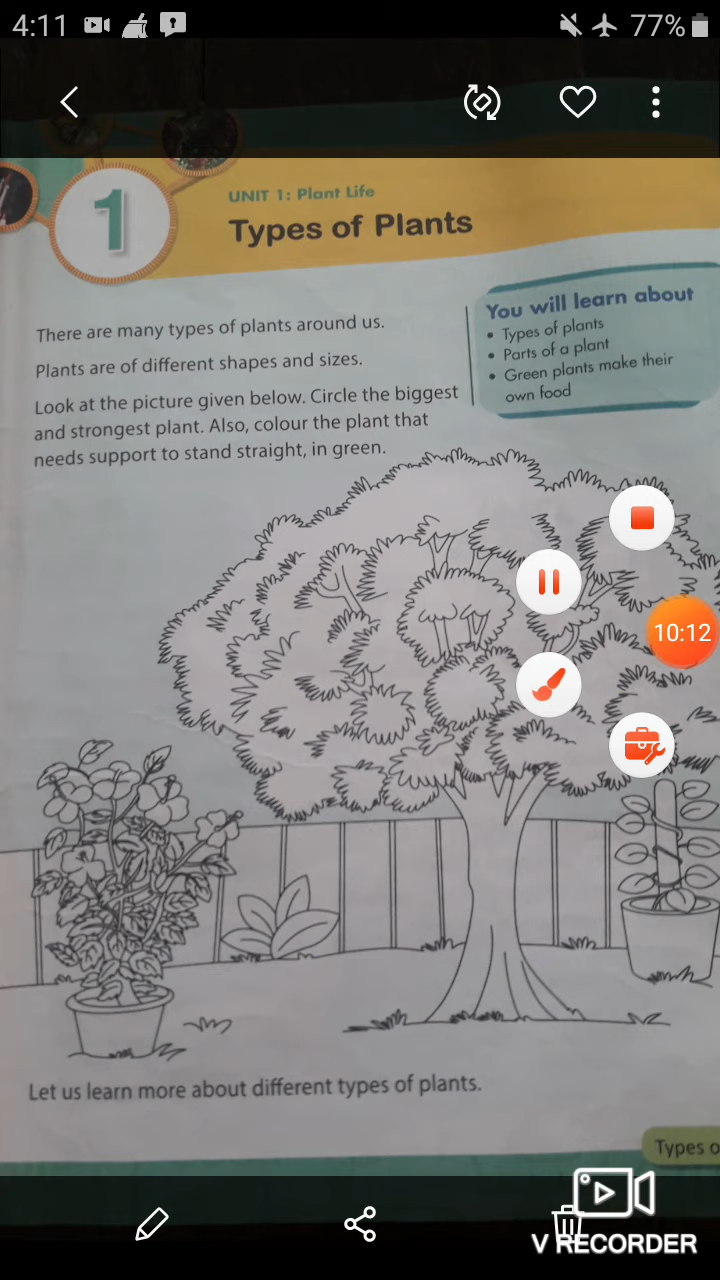 4:11
77%
1
UNIT 1: Plant Life
Types of Plants
There are many types of plants around us.
Plants are of different shapes and sizes.
Look at the picture given below. Circle the biggest
and strongest plant. Also, colour the plant that
needs support to stand straight, in green.
You will learn about
• Types of plants
• Parts of a plant
• Green plants make their
own food
10:12
Let us learn more about different types of plants.
Types o
V RECORDER